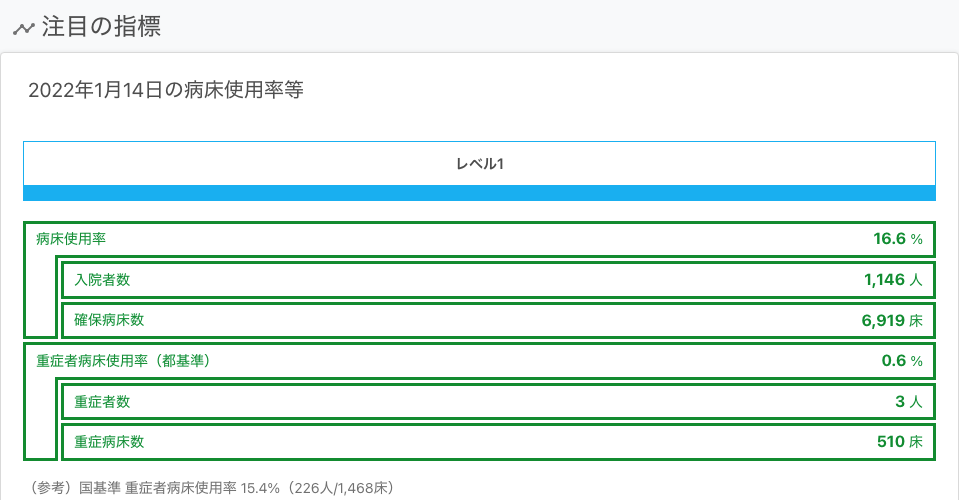 注目の指標
2022年1月14日の病床使用率等
レベル1
病床使用率 16.6 %
入院者数 1,146 人
確保病床数 6,919 床
重症者病床使用率（都基準） 0.6 %
重症者数 3 人
重症病床数 510 床
（参考）国基準 重症者病床使用率 15.4%（226人/1,468床）